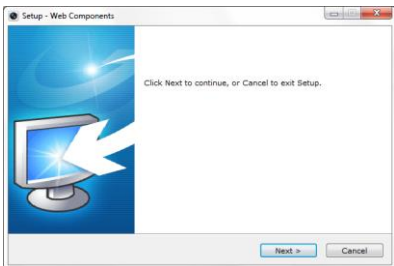 Setup - Web Components
Click Next to continue, or Cancel to exit Setup.
Next >
Cancel